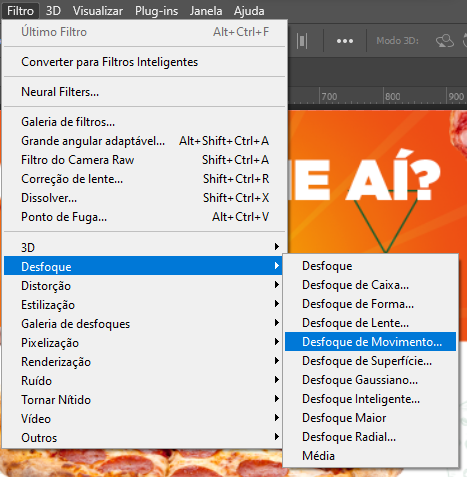 Filtro 3D Visualizar Plug-ins Janela Ajuda
Último Filtro Alt+Ctrl+F
Modo 3D:
Converter para Filtros Inteligentes
Neural Filters...
700 800 900
Galeria de filtros...
Grande angular adaptável... Alt+Shift+Ctrl+A
Filtro do Camera Raw Shift+Ctrl+A
Correção de lente... Shift+Ctrl+R
Dissolver... Shift+Ctrl+X
Ponto de Fuga... Alt+Ctrl+V
ME AÍ?
3D
Desfoque
Distorção
Estilização
Galeria de desfoques
Pixelização
Renderização
Ruído
Tornar Nítido
Vídeo
Outros
Desfoque
Desfoque de Caixa...
Desfoque de Forma...
Desfoque de Lente...
Desfoque de Movimento...
Desfoque de Superfície...
Desfoque Gaussiano...
Desfoque Inteligente...
Desfoque Maior
Desfoque Radial...
Média